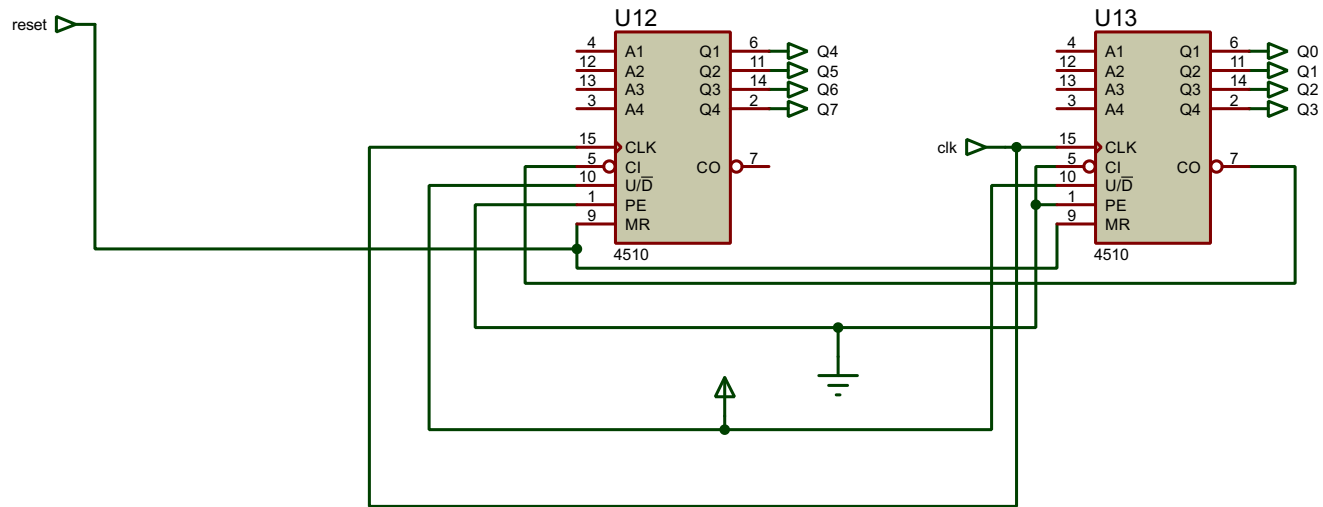 reset
U12
4 A1 Q1 6 Q4
12 A2 Q2 11 Q5
13 A3 Q3 14 Q6
3 A4 Q4 2 Q7
15 CLK
5 CI CO 7
10 U/D̅
1 PE
9 MR
4510
U13
4 A1 Q1 6 Q0
12 A2 Q2 11 Q1
13 A3 Q3 14 Q2
3 A4 Q4 2 Q3
clk 15 CLK
5 CI CO 7
10 U/D̅
1 PE
9 MR
4510